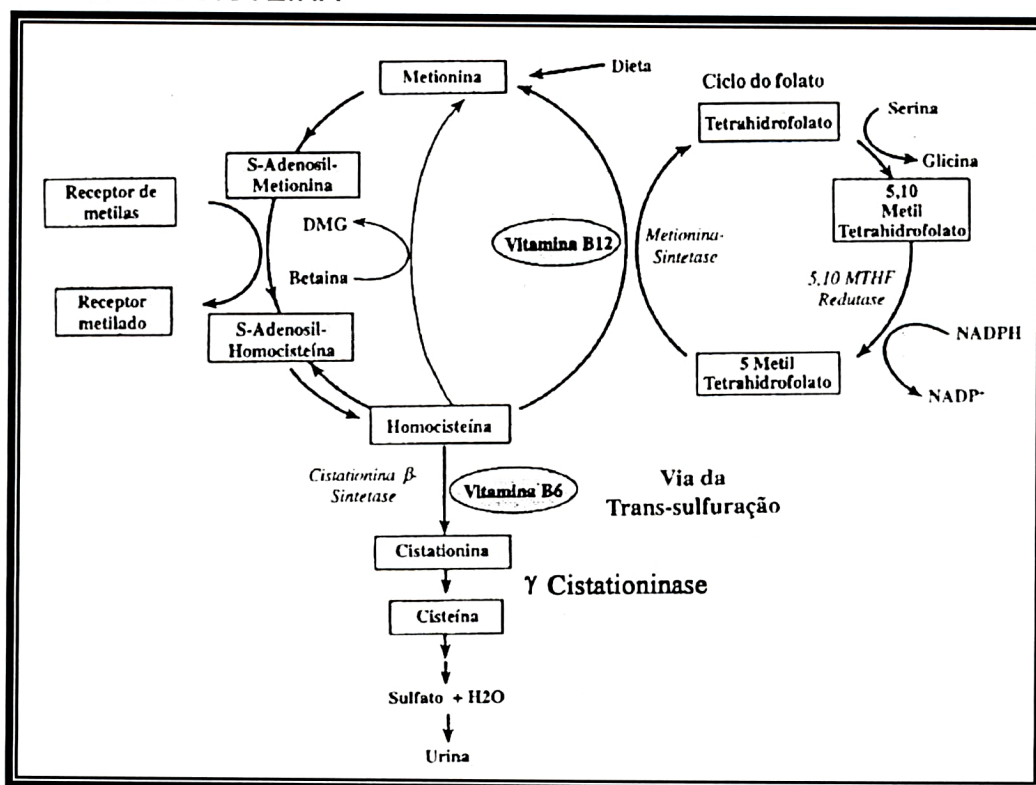 Metionina
Dieta
Ciclo do folato
Tetrahidrofolato
Serina
Glicina
5,10
Metil
Tetrahidrofolato
5,10 MTHF
Redutase
NADPH
NADP+
5 Metil
Tetrahidrofolato
Metionina-
Sintetase
Vitamina B12
S-Adenosil-
Metionina
Receptor de
metilas
DMG
Betaina
Receptor
metilado
S-Adenosil-
Homocisteína
Homocisteína
Cistationina β-
Sintetase
Vitamina B6
Via da
Trans-sulfuração
Cistationina
γ Cistationinase
Cisteína
Sulfato + H2O
Urina